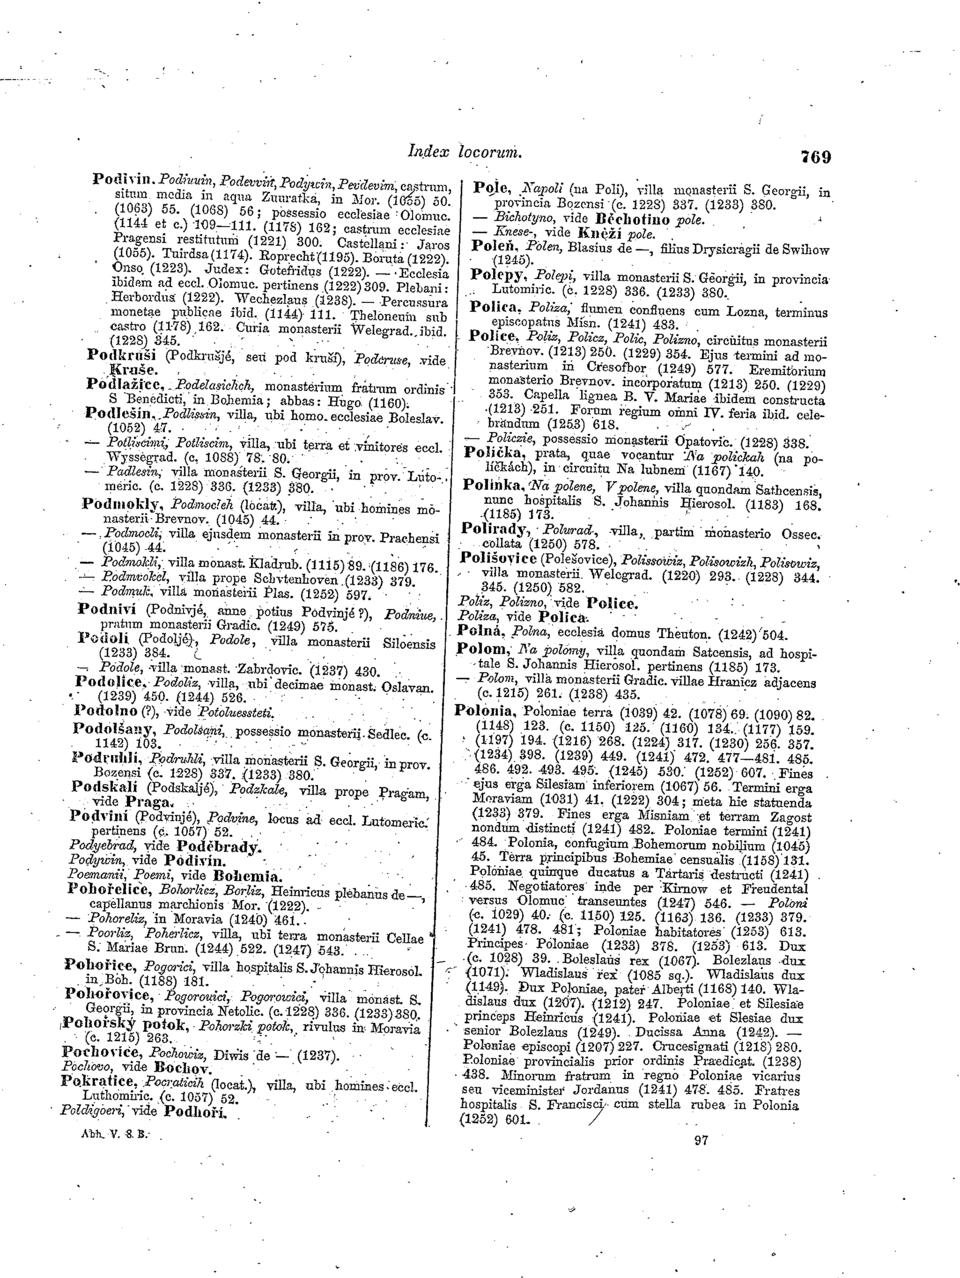 Index locorum. 769
Podivin. Podiuuin, Podevvin, Podywin, Pevdevim, castrum,
situm media in aqua Zuuratka, in Mor. (1055) 50.
(1063) 55. (1068) 56; possessio ecclesiae Olomuc.
(1144 et c.) 109—111. (1178) 162; castrum ecclesiae
Pragensi restitutum (1221) 300. Castellani: Jaros
(1055). Tuirdsa (1174). Roprecht (1195). Boruta (1222).
Onso (1223). Judex: Gotefridus (1222). — Ecclesia
ibidem ad eccl. Olomuc. pertinens (1222) 309. Plebani:
Herbordus (1222). Wechezlaus (1238). — Percussura
monetae publicae ibid. (1144) 111. Theloneum sub
castro (1178) 162. Curia monasterii Welegrad. ibid.
(1228) 345.
Podkruši (Podkrušjé, seu pod kruší), Podcruse, vide
Kruše.
Podlažice, Podelasichch, monasterium fratrum ordinis
S Benedicti, in Bohemia; abbas: Hugo (1160).
Podlešín, Podlissin, villa, ubi homo ecclesiae Boleslav.
(1052) 47.
— Potliscimi, Potliscim, villa, ubi terra et vinitores eccl.
Wyssegrad. (c. 1088) 78. 80.
— Padlesin, villa monasterii S. Georgii, in prov. Luto-
meric. (c. 1228) 336. (1233) 380.
Podmokly, Podmocleh (locat), villa, ubi homines mo-
nasterii Brevnov. (1045) 44.
— Podmocli, villa ejusdem monasterii in prov. Prachensi
(1045) 44.
— Podmokli, villa monast. Kladrub. (1115) 89. (1186) 176.
— Podmvokel, villa prope Schvtenhoven (1233) 379.
— Podmuk, villa monasterii Plas. (1252) 597.
Podniví (Podnivjé, anne potius Podvinjé?), Podniue,
pratum monasterii Gradic. (1249) 575.
Podolí (Podoljé), Podole, villa monasterii Siloensis
(1233) 384.
— Podole, villa monast. Zabrdovic. (1237) 430.
Podolice, Podoliz, villa, ubi decimae monast. Oslavan.
(1239) 450. (1244) 526.
Podolno (?), vide Potoluessteti.
Podolšany, Podolsani, possessio monasterii Sedlec. (c.
1142) 103.
Podruhlí, Podruhli, villa monasterii S. Georgii, in prov.
Bozensi (c. 1228) 337. (1233) 380.
Podskalí (Podskaljé), Podzkale, villa prope Pragam,
vide Praga.
Podviní (Podvinjé), Podvine, locus ad eccl. Lutomeric.
pertinens (c. 1057) 52.
Podyebrad, vide Poděbrady.
Podywin, vide Podivín.
Poemanii, Poemi, vide Bohemia.
Pohořelice, Bohorlicz, Borliz, Heinricus plebanus de —,
capellanus marchionis Mor. (1222).
— Pohoreliz, in Moravia (1240) 461.
— Poorliz, Poherlicz, villa, ubi terra monasterii Cellae
S. Mariae Brun. (1244) 522. (1247) 543.
Pohořice, Pogorici, villa hospitalis S. Johannis Hierosol.
in Boh. (1188) 181.
Pohořovice, Pogorouici, Pogorowici, villa monast. S.
Georgii, in provincia Netolic. (c. 1228) 336. (1233) 380.
Pohorský potok, Pohorzki potok, rivulus in Moravia
(c. 1215) 263.
Pochovice, Pochowiz, Diwis de — (1237).
Pochovo, vide Bochov.
Pokratice, Pocraticih (locat.), villa, ubi homines eccl.
Luthomiric. (c. 1057) 52.
Poldigoeri, vide Podhoří.
Abh. V. 8. B.
Pole, Napoli (na Poli), villa monasterii S. Georgii, in
provincia Bozensi (c. 1228) 337. (1233) 380.
— Bichotyno, vide Běchotino pole.
— Knese-, vide Kněží pole.
Poleň, Polen, Blasius de —, filius Drysicragii de Swihow
(1245).
Polepy, Polepi, villa monasterii S. Georgii, in provincia
Lutomiric. (c. 1228) 336. (1233) 380.
Polica, Poliza, flumen confluens cum Lozna, terminus
episcopatus Misn. (1241) 483.
Police, Poliz, Policz, Polic, Polizno, circuitus monasterii
Brevnov. (1213) 250. (1229) 354. Ejus termini ad mo-
nasterium in Cresofbor (1249) 577. Eremitorium
monasterio Brevnov. incorporatum (1213) 250. (1229)
353. Capella lignea B. V. Mariae ibidem constructa
(1213) 251. Forum regium omni IV. feria ibid. cele-
brandum (1253) 618.
— Policzie, possessio monasterii Opatovic. (1228) 338.
Políčka, prata, quae vocantur Na polickah (na po-
líčkách), in circuitu Na lubnem (1167) 140.
Polinka, Na polene, V polene, villa quondam Sathcensis,
nunc hospitalis S. Johannis Hierosol. (1183) 168.
(1185) 173.
Polirady, Polurad, villa, partim monasterio Ossec.
collata (1250) 578.
Polišovice (Polešovice), Polissowiz, Polisowizh, Polisowiz,
villa monasterii Welegrad. (1220) 293. (1228) 344.
345. (1250) 582.
Poliz, Polizno, vide Police.
Poliza, vide Polica.
Polná, Polna, ecclesia domus Theuton. (1242) 504.
Polom, Na polomy, villa quondam Satcensis, ad hospi-
tale S. Johannis Hierosol. pertinens (1185) 173.
— Polom, villa monasterii Gradic. villae Hranicz adjacens
(c. 1215) 261. (1238) 435.
Polonia, Poloniae terra (1039) 42. (1078) 69. (1090) 82.
(1148) 123. (c. 1150) 125. (1160) 134. (1177) 159.
(1197) 194. (1216) 268. (1224) 317. (1230) 256. 357.
(1234) 398. (1239) 449. (1241) 472. 477—481. 485.
486. 492. 493. 495. (1245) 530. (1252) 607. Fines
ejus erga Silesiam inferiorem (1067) 56. Termini erga
Moraviam (1031) 41. (1222) 304; meta hic statuenda
(1233) 379. Fines erga Misniam et terram Zagost
nondum distincti (1241) 482. Poloniae termini (1241)
484. Polonia, confugium Bohemorum nobilium (1045)
45. Terra principibus Bohemiae censualis (1158) 131.
Poloniae quinque ducatus a Tartaris destructi (1241)
485. Negotiatores inde per Kirnow et Freudental
versus Olomuc transeuntes (1247) 546. — Poloni
(c. 1029) 40. (c. 1150) 125. (1163) 136. (1233) 379.
(1241) 478. 481; Poloniae habitatores (1253) 613.
Principes Poloniae (1233) 378. (1253) 613. Dux
(c. 1028) 39. Boleslaus rex (1067). Bolezlaus dux
(1071). Wladislaus rex (1085 sq.). Wladislaus dux
(1149). Dux Poloniae, pater Alberti (1168) 140. Wla-
dislaus dux (1207). (1212) 247. Poloniae et Silesiae
princeps Heinricus (1241). Poloniae et Slesiae dux
senior Bolezlaus (1249). Ducissa Anna (1242). —
Poloniae episcopi (1207) 227. Crucesignati (1218) 280.
Poloniae provincialis prior ordinis Praedicat. (1238)
438. Minorum fratrum in regno Poloniae vicarius
seu viceminister Jordanus (1241) 478. 485. Fratres
hospitalis S. Francisci cum stella rubea in Polonia
(1252) 601.
97